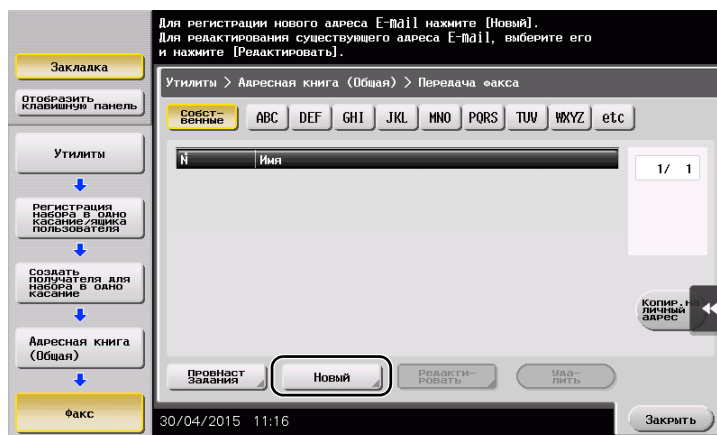 Для регистрации нового адреса E-mail нажмите [Новый].
Для редактирования существующего адреса E-mail, выберите его
и нажмите [Редактировать].
Закладка
Отобразить
клавишную панель
Утилиты
Регистрация
набора в одно
касание/ящика
пользователя
Создать
получателя для
набора в одно
касание
Адресная книга
(Общая)
Факс
Утилиты > Адресная книга (Общая) > Передача факса
Собст-
венные
ABC DEF GHI JKL MNO PQRS TUV WXYZ etc
N Имя
1/ 1
Копир.на
личный
адрес
ПровНаст
Задания
Новый
Редакти-
ровать
Уда-
лить
30/04/2015 11:16
Закрыть